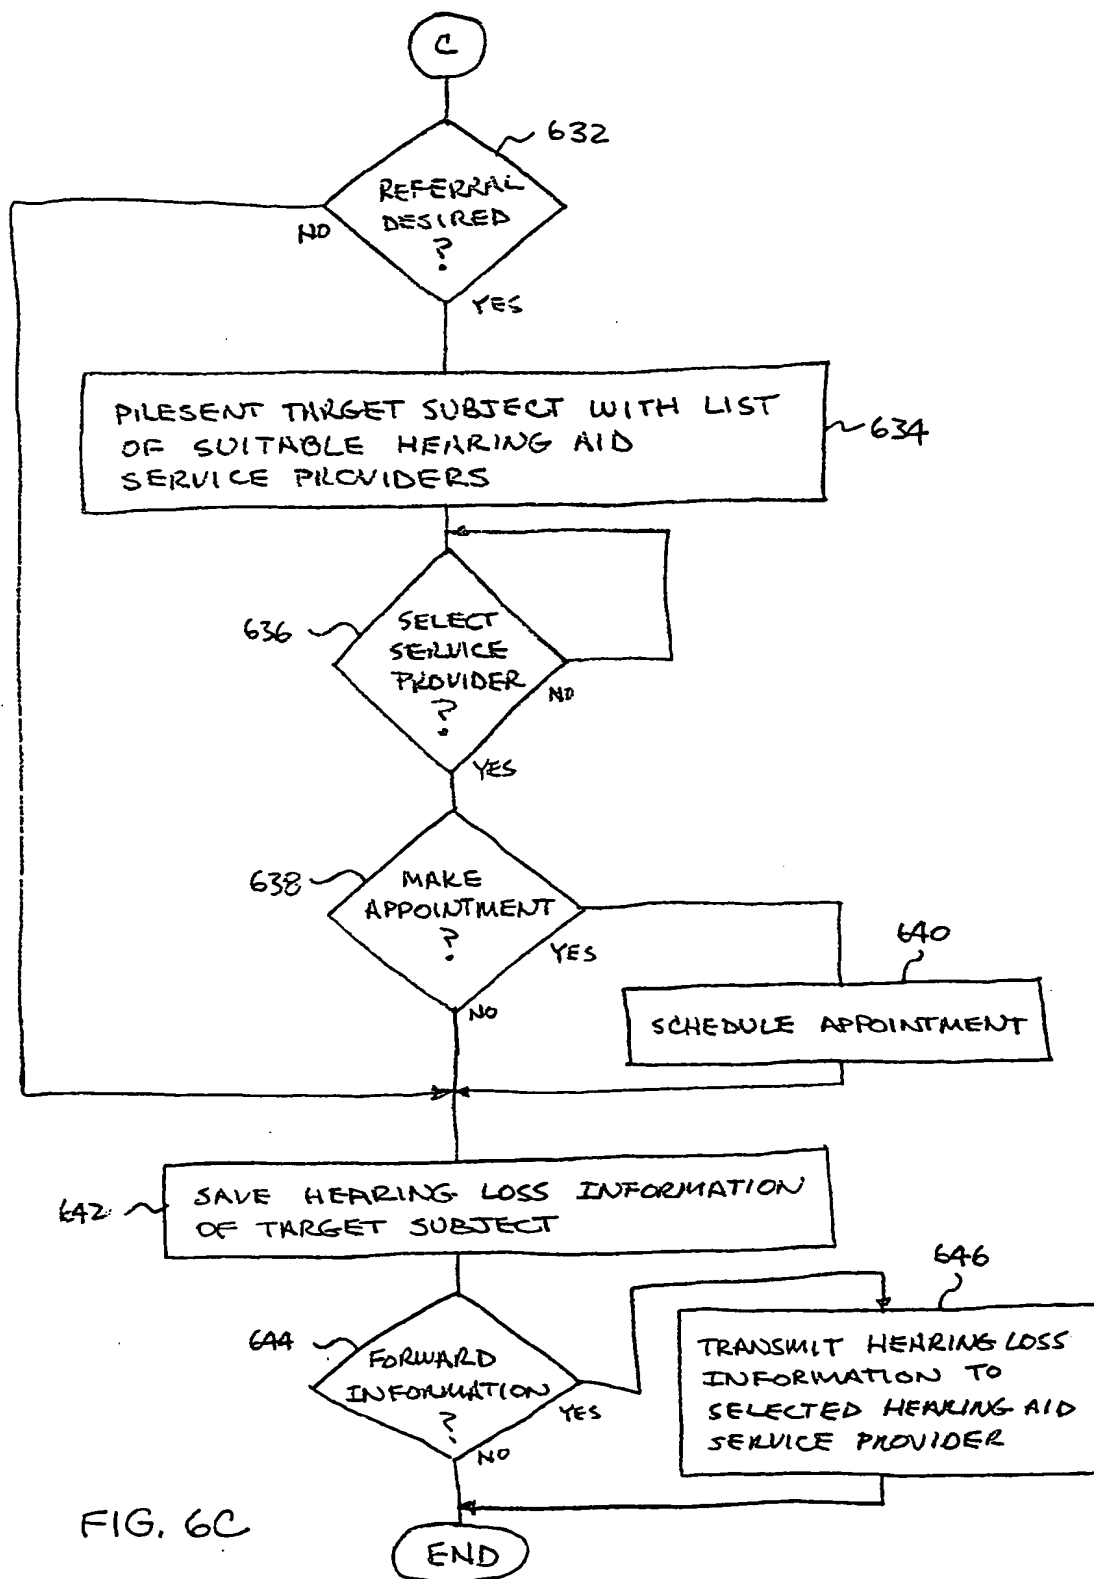 C
632
REFERRAL
DESIRED
?
NO
YES
PRESENT TARGET SUBJECT WITH LIST
OF SUITABLE HEARING AID
SERVICE PROVIDERS
634
636
SELECT
SERVICE
PROVIDER
?
NO
YES
638
MAKE
APPOINTMENT
?
YES
NO
640
SCHEDULE APPOINTMENT
642
SAVE HEARING LOSS INFORMATION
OF TARGET SUBJECT
644
FORWARD
INFORMATION
?
YES
NO
646
TRANSMIT HEARING LOSS
INFORMATION TO
SELECTED HEARING AID
SERVICE PROVIDER
FIG. 6C
END